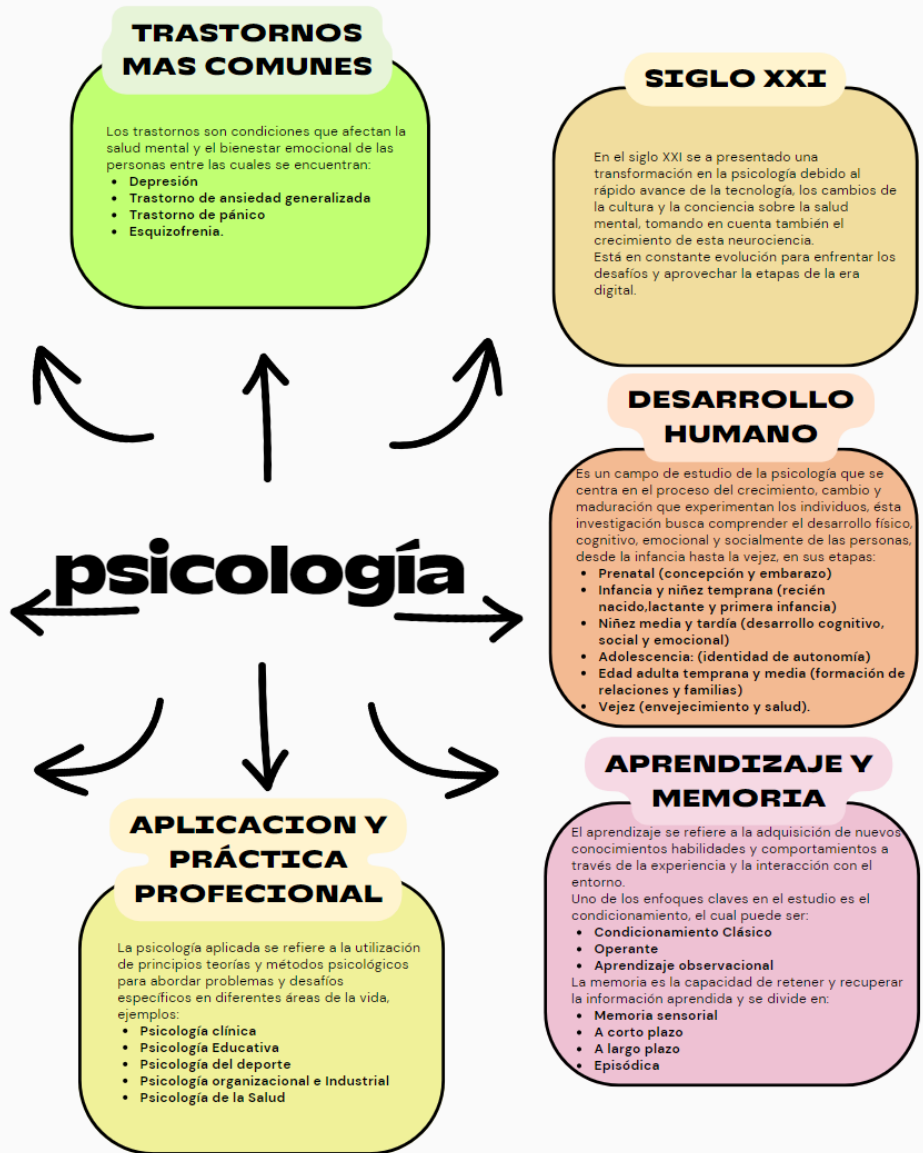 TRASTORNOS
MAS COMUNES
Los trastornos son condiciones que afectan la
salud mental y el bienestar emocional de las
personas entre las cuales se encuentran:
• Depresión
• Trastorno de ansiedad generalizada
• Trastorno de pánico
• Esquizofrenia.
SIGLO XXI
En el siglo XXI se a presentado una
transformación en la psicología debido al
rápido avance de la tecnología, los cambios de
la cultura y la conciencia sobre la salud
mental, tomando en cuenta también el
crecimiento de esta neurociencia.
Está en constante evolución para enfrentar los
desafíos y aprovechar la etapas de la era
digital.
psicología
DESARROLLO
HUMANO
Es un campo de estudio de la psicología que se
centra en el proceso del crecimiento, cambio y
maduración que experimentan los individuos, ésta
investigación busca comprender el desarrollo físico,
cognitivo, emocional y socialmente de las personas,
desde la infancia hasta la vejez, en sus etapas:
• Prenatal (concepción y embarazo)
• Infancia y niñez temprana (recién
nacido,lactante y primera infancia)
• Niñez media y tardía (desarrollo cognitivo,
social y emocional)
• Adolescencia: (identidad de autonomía)
• Edad adulta temprana y media (formación de
relaciones y familias)
• Vejez (envejecimiento y salud).
APLICACION Y
PRÁCTICA
PROFECIONAL
La psicología aplicada se refiere a la utilización
de principios teorías y métodos psicológicos
para abordar problemas y desafíos
específicos en diferentes áreas de la vida,
ejemplos:
• Psicología clínica
• Psicología Educativa
• Psicología del deporte
• Psicología organizacional e Industrial
• Psicología de la Salud
APRENDIZAJE Y
MEMORIA
El aprendizaje se refiere a la adquisición de nuevos
conocimientos habilidades y comportamientos a
través de la experiencia y la interacción con el
entorno.
Uno de los enfoques claves en el estudio es el
condicionamiento, el cual puede ser:
• Condicionamiento Clásico
• Operante
• Aprendizaje observacional
La memoria es la capacidad de retener y recuperar
la información aprendida y se divide en:
• Memoria sensorial
• A corto plazo
• A largo plazo
• Episódica